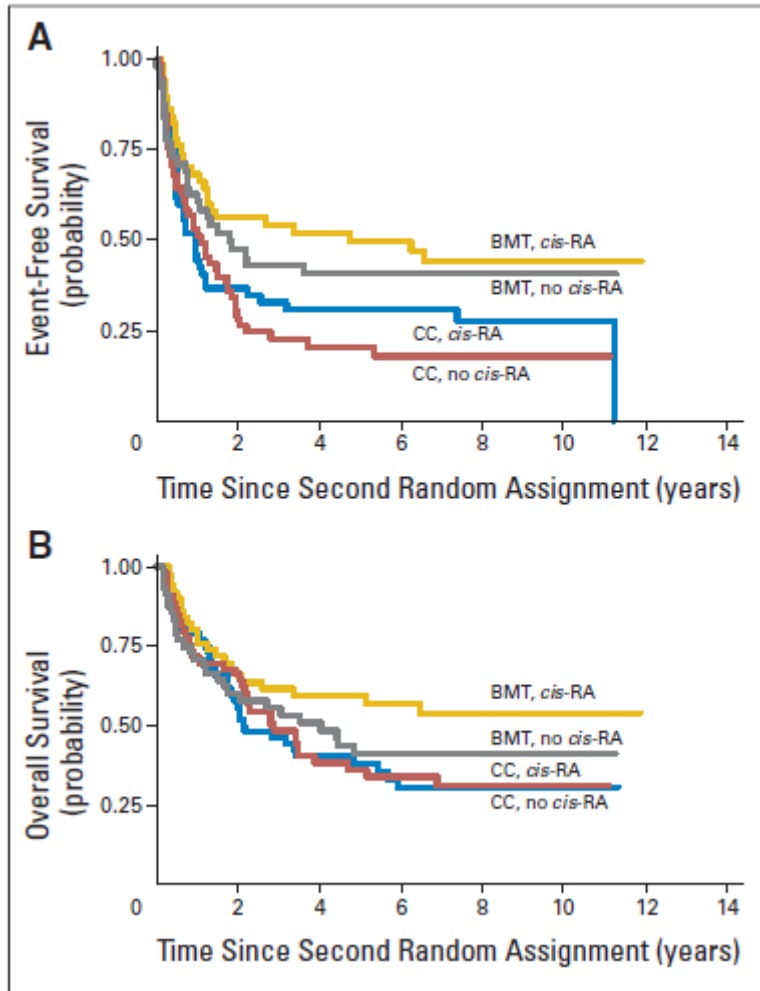 A
1.00
0.75
0.50
0.25
Event-Free Survival
(probability)
BMT, cis-RA
BMT, no cis-RA
CC, cis-RA
CC, no cis-RA
0 2 4 6 8 10 12 14
Time Since Second Random Assignment (years)
B
1.00
0.75
0.50
0.25
Overall Survival
(probability)
BMT, cis-RA
BMT, no cis-RA
CC, cis-RA
CC, no cis-RA
0 2 4 6 8 10 12 14
Time Since Second Random Assignment (years)